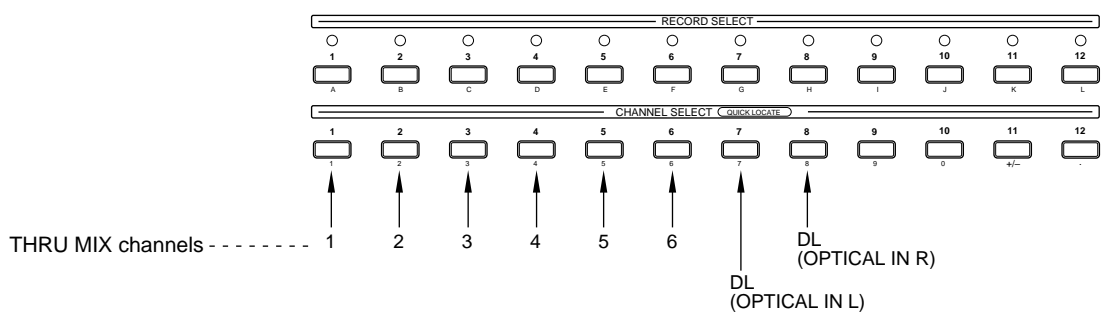 RECORD SELECT
1 2 3 4 5 6 7 8 9 10 11 12
A B C D E F G H I J K L
CHANNEL SELECT QUICK LOCATE
1 2 3 4 5 6 7 8 9 10 11 12
1 2 3 4 5 6 7 8 9 0 +/– .
THRU MIX channels - - - - - - - 1 2 3 4 5 6 DL
(OPTICAL IN R)
DL
(OPTICAL IN L)